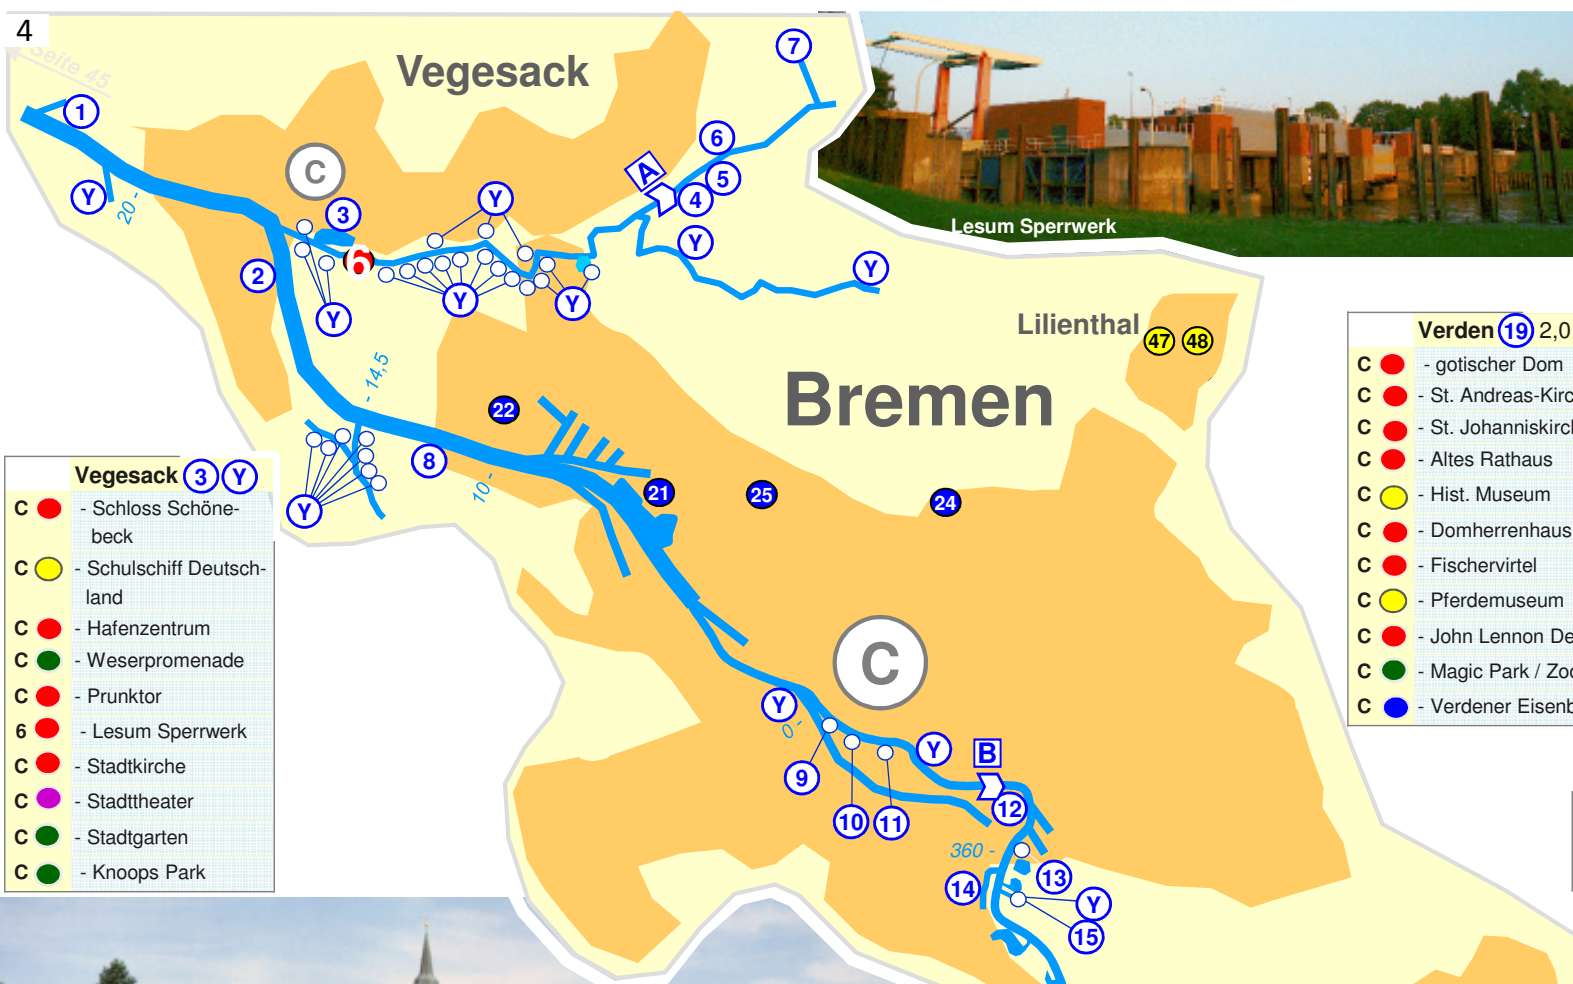 4
Seite 45
Vegesack
7
1
6
A
5
C
4
Y
Y
20 -
3
Y
6
2
Y
Y
Y
Y
Lesum Sperrwerk
Lilienthal
47 48
Bremen
- 14,5
22
8
10 -
Y
21
25
24
C
Y
0 -
Y
B
9
12
10
11
360 -
13
14
Y
15
Vegesack 3 Y
C - Schloss Schöne-
beck
C - Schulschiff Deutsch-
land
C - Hafenzentrum
C - Weserpromenade
C - Prunktor
6 - Lesum Sperrwerk
C - Stadtkirche
C - Stadttheater
C - Stadtgarten
C - Knoops Park
Verden 19 2,0
C - gotischer Dom
C - St. Andreas-Kirc
C - St. Johanniskirch
C - Altes Rathaus
C - Hist. Museum
C - Domherrenhaus
C - Fischervirtel
C - Pferdemuseum
C - John Lennon De
C - Magic Park / Zoo
C - Verdener Eisenb